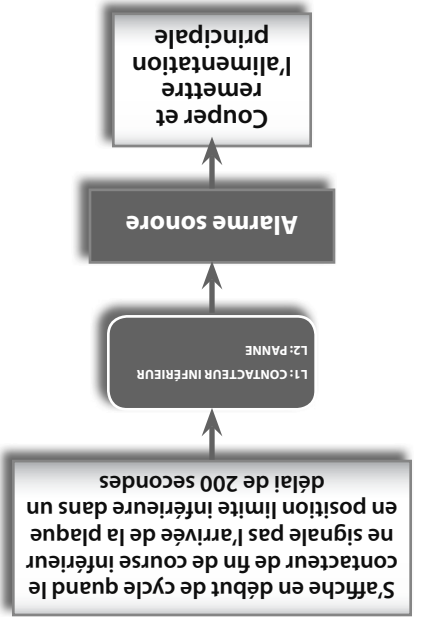 S'affiche en début de cycle quand le
contacteur de fin de course inférieur
ne signale pas l'arrivée de la plaque
en position limite inférieure dans un
délai de 200 secondes
L1: CONTACTEUR INFÉRIEUR
L2: PANNE
Alarme sonore
Couper et
remettre
l'alimentation
principale